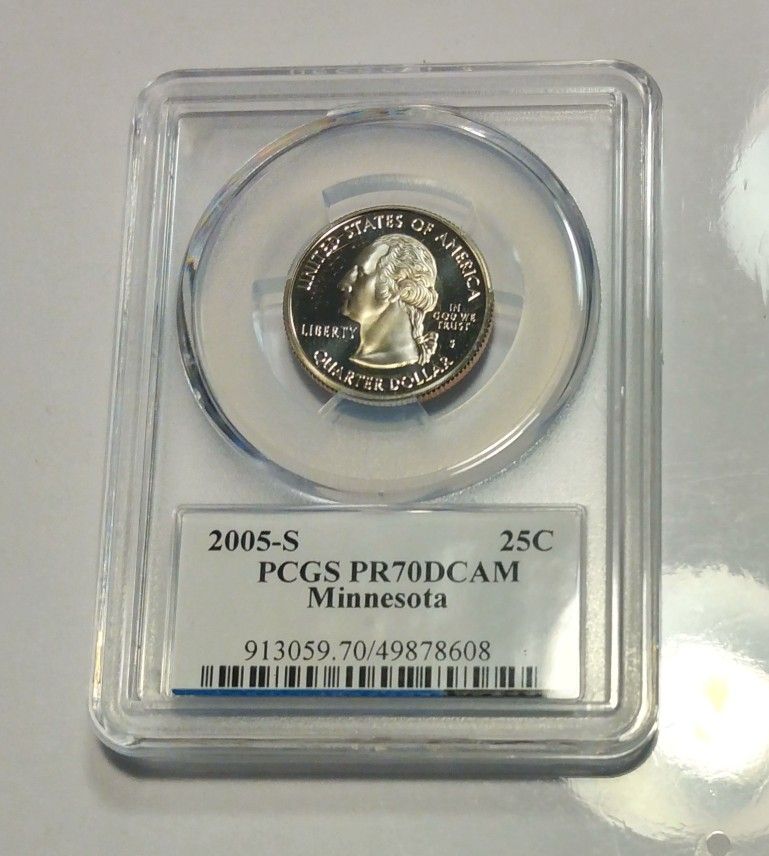 UNITED STATES OF AMERICA
LIBERTY
IN
GOD WE
TRUST
S
QUARTER DOLLAR
2005-S 25C
PCGS PR70DCAM
Minnesota
913059.70/49878608